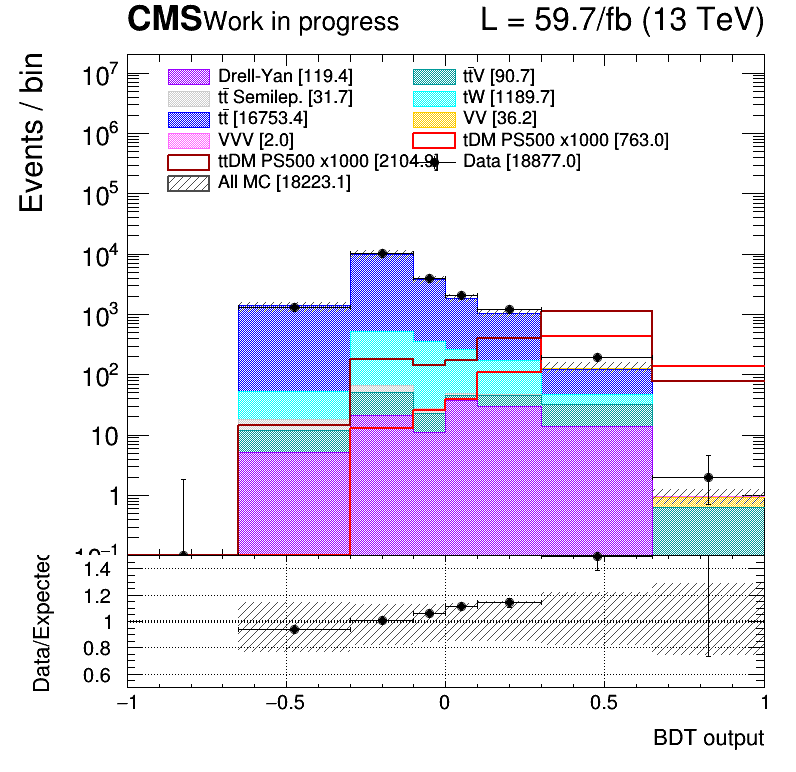 CMS Work in progress L = 59.7/fb (13 TeV)
Events / bin
10^7
10^6
10^5
10^4
10^3
10^2
10
1
10^-1
Drell-Yan [119.4] tt̄V [90.7]
tt̄ Semilep. [31.7] tW [1189.7]
tt̄ [16753.4] VV [36.2]
VVV [2.0] tDM PS500 x1000 [763.0]
ttDM PS500 x1000 [2104.9] Data [18877.0]
All MC [18223.1]
Data/Expected
1.4
1.2
1
0.8
0.6
−1 −0.5 0 0.5 1
BDT output